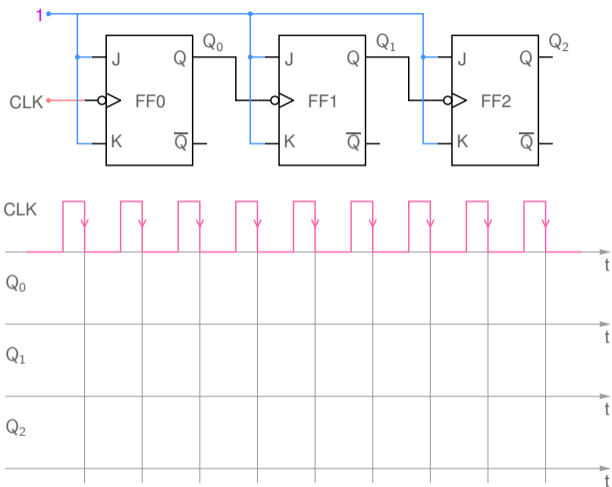 1
Q₀ Q₁ Q₂
J Q J Q J Q
CLK FF0 FF1 FF2
K Q̅ K Q̅ K Q̅
CLK
t
Q₀
t
Q₁
t
Q₂
t